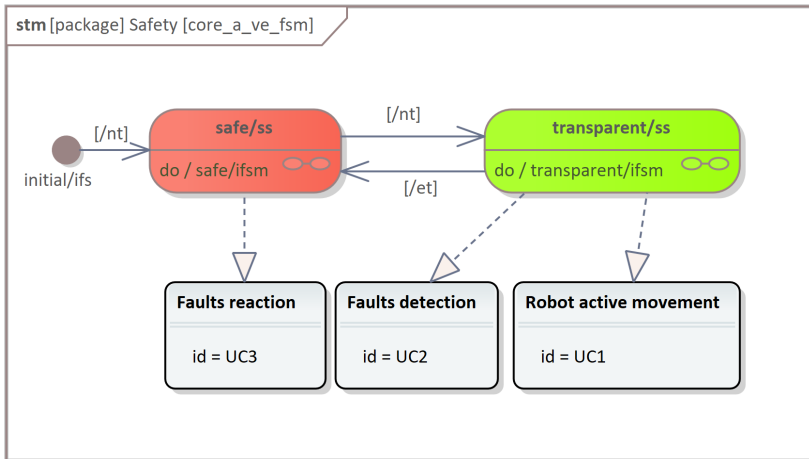 stm [package] Safety [core_a_ve_fsm]
[/nt]
initial/ifs
safe/ss
do / safe/ifsm
[/nt]
[/et]
transparent/ss
do / transparent/ifsm
Faults reaction
id = UC3
Faults detection
id = UC2
Robot active movement
id = UC1